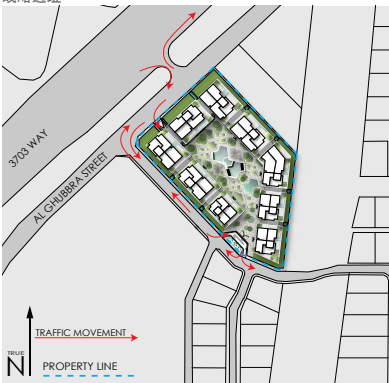 3703 WAY
AL GHUBBRA STREET
TRAFFIC MOVEMENT
TRUE
N
PROPERTY LINE